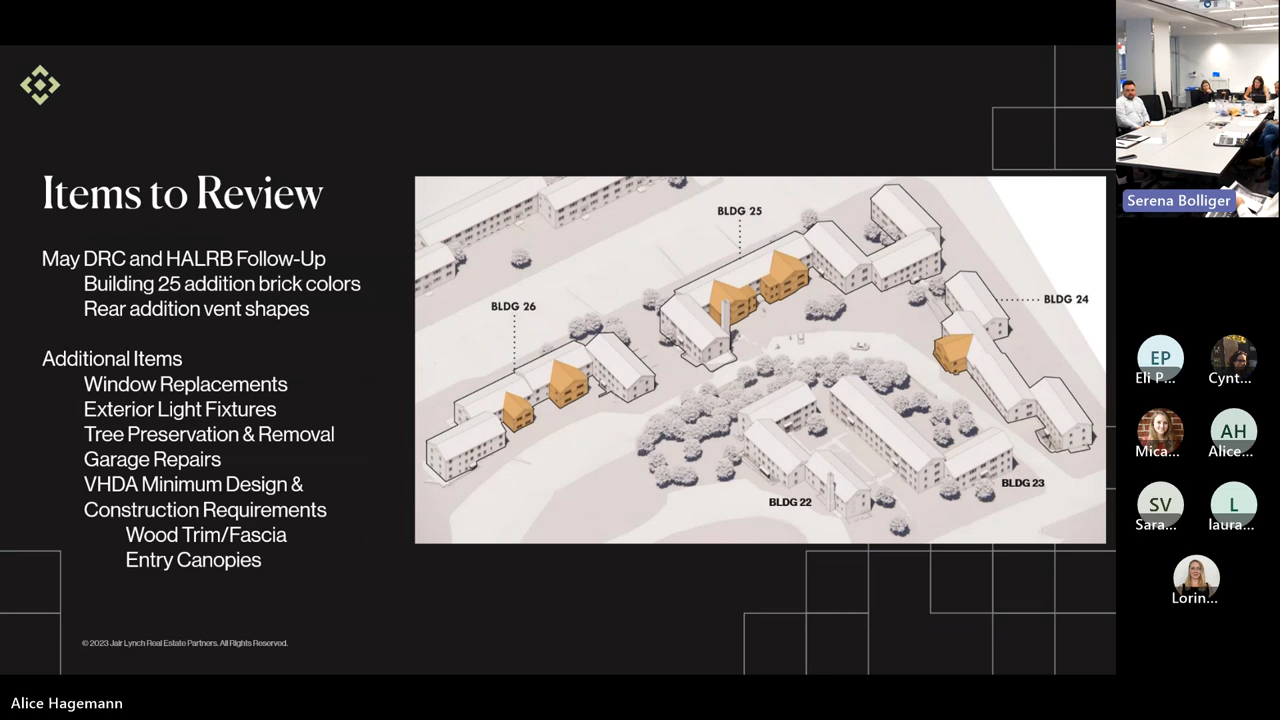 Items to Review
May DRC and HALRB Follow-Up
Building 25 addition brick colors
Rear addition vent shapes
Additional Items
Window Replacements
Exterior Light Fixtures
Tree Preservation & Removal
Garage Repairs
VHDA Minimum Design &
Construction Requirements
Wood Trim/Fascia
Entry Canopies
© 2023 Jair Lynch Real Estate Partners. All Rights Reserved.
BLDG 25
BLDG 26
BLDG 24
BLDG 23
BLDG 22
Serena Bolliger
EP
Eli P...
Cynt...
Mica...
AH
Alice...
SV
Sara...
L
laura...
Lorin...
Alice Hagemann